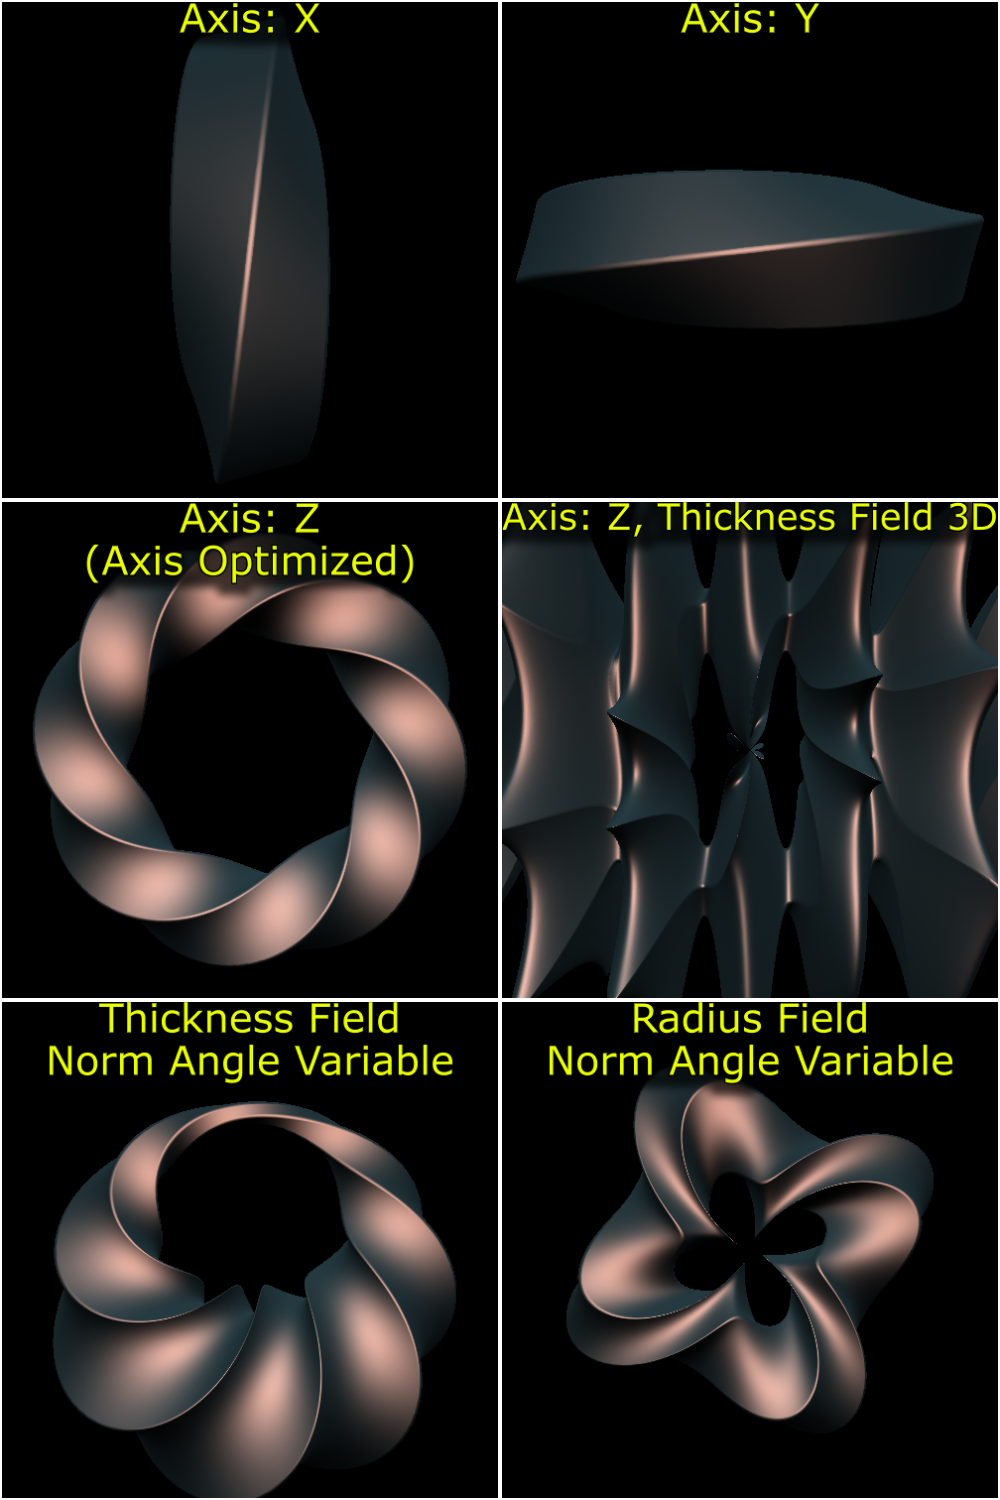 Axis: X
Axis: Y
Axis: Z
(Axis Optimized)
Axis: Z, Thickness Field 3D
Thickness Field
Norm Angle Variable
Radius Field
Norm Angle Variable